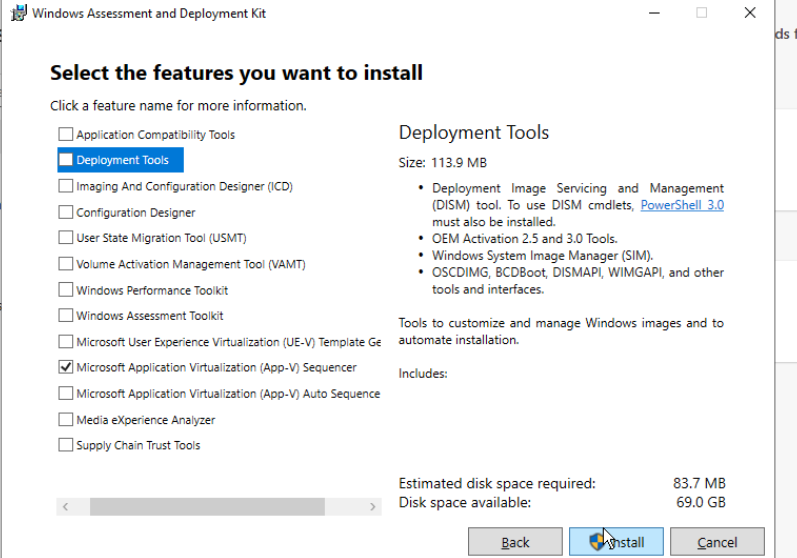 Windows Assessment and Deployment Kit
ds f
Select the features you want to install
Click a feature name for more information.
Application Compatibility Tools
Deployment Tools
Imaging And Configuration Designer (ICD)
Configuration Designer
User State Migration Tool (USMT)
Volume Activation Management Tool (VAMT)
Windows Performance Toolkit
Windows Assessment Toolkit
Microsoft User Experience Virtualization (UE-V) Template Ge
Microsoft Application Virtualization (App-V) Sequencer
Microsoft Application Virtualization (App-V) Auto Sequence
Media eXperience Analyzer
Supply Chain Trust Tools
Deployment Tools
Size: 113.9 MB
• Deployment Image Servicing and Management
(DISM) tool. To use DISM cmdlets, PowerShell 3.0
must also be installed.
• OEM Activation 2.5 and 3.0 Tools.
• Windows System Image Manager (SIM).
• OSCDIMG, BCDBoot, DISMAPI, WIMGAPI, and other
tools and interfaces.
Tools to customize and manage Windows images and to
automate installation.
Includes:
Estimated disk space required: 83.7 MB
Disk space available: 69.0 GB
Back Install Cancel